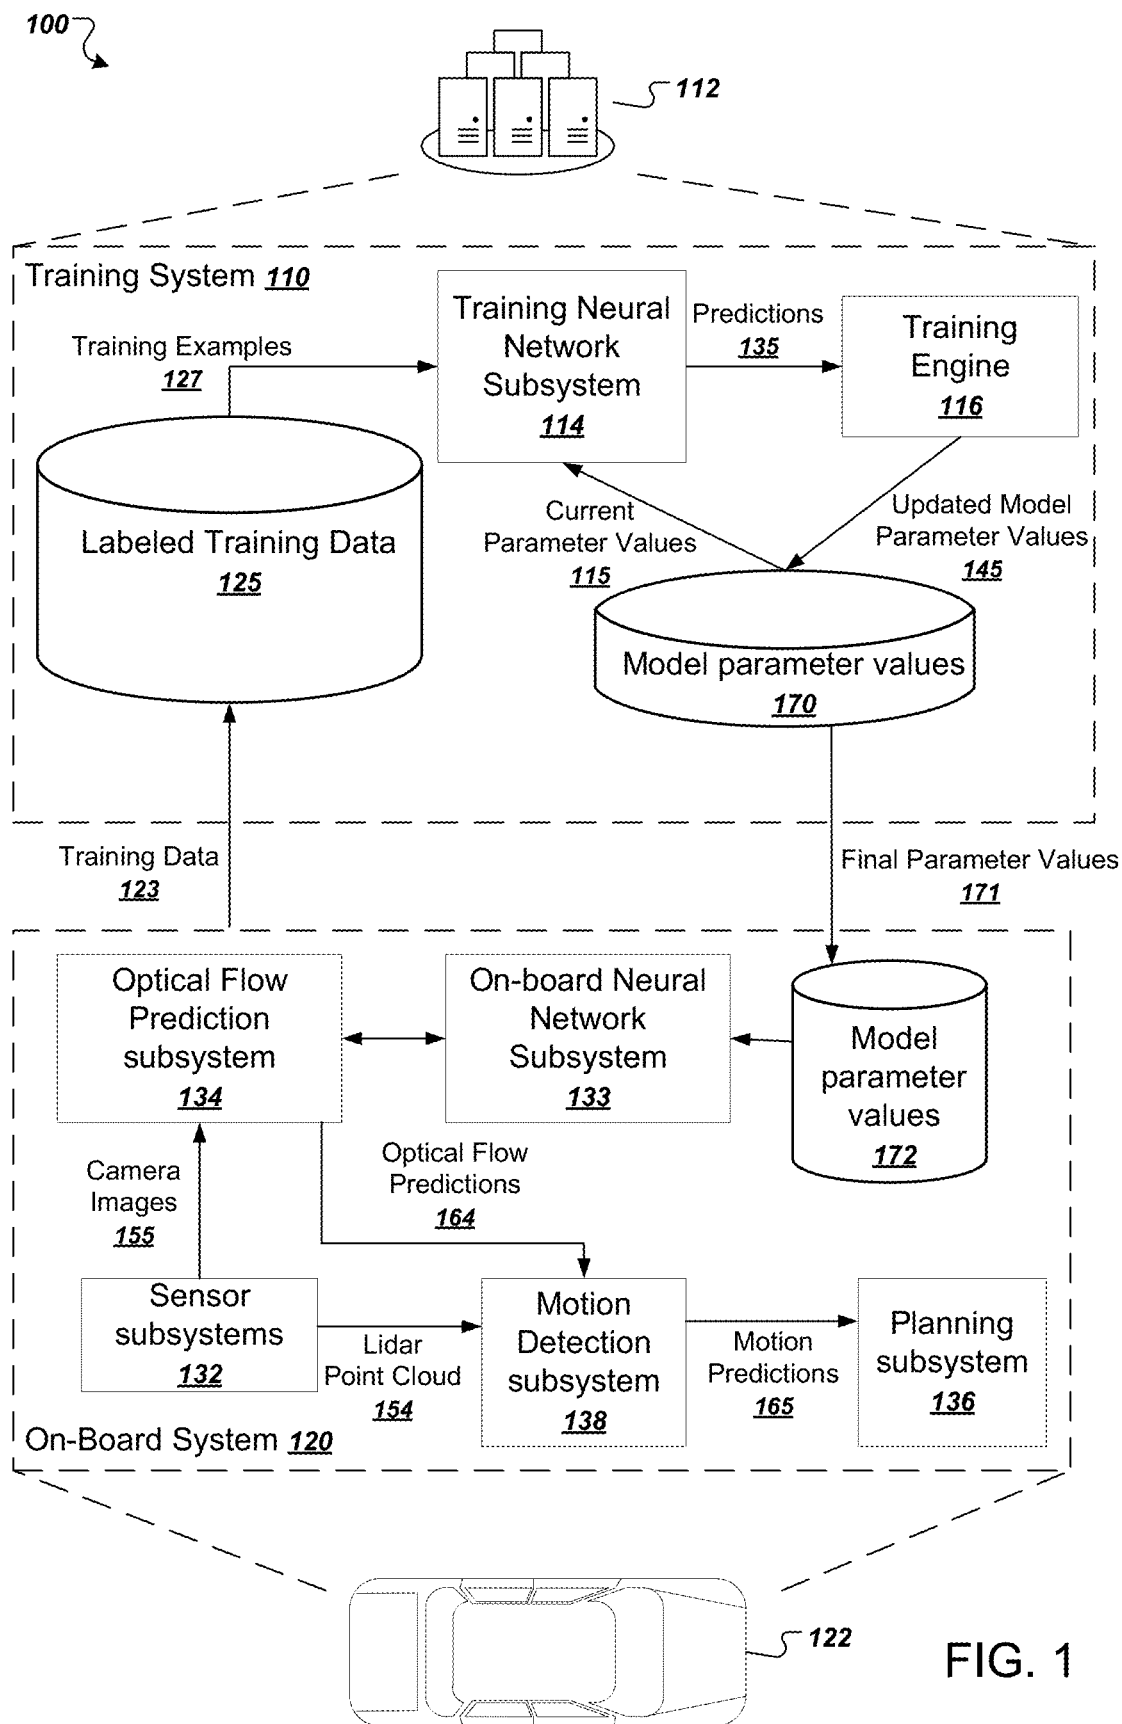 100
112
Training System 110
Training Examples
127
Training Neural
Network
Subsystem
114
Predictions
135
Training
Engine
116
Labeled Training Data
125
Current
Parameter Values
115
Updated Model
Parameter Values
145
Model parameter values
170
Training Data
123
Final Parameter Values
171
Optical Flow
Prediction
subsystem
134
On-board Neural
Network
Subsystem
133
Model
parameter
values
172
Camera
Images
155
Optical Flow
Predictions
164
Sensor
subsystems
132
Lidar
Point Cloud
154
Motion
Detection
subsystem
138
Motion
Predictions
165
Planning
subsystem
136
On-Board System 120
122
FIG. 1